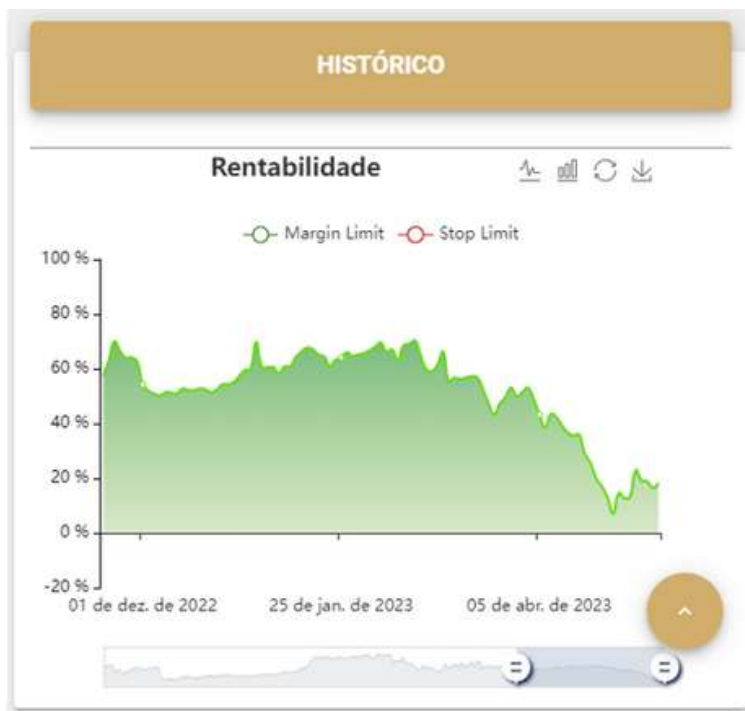 HISTÓRICO
Rentabilidade
Margin Limit Stop Limit
100 %
80 %
60 %
40 %
20 %
0 %
-20 %
01 de dez. de 2022 25 de jan. de 2023 05 de abr. de 2023